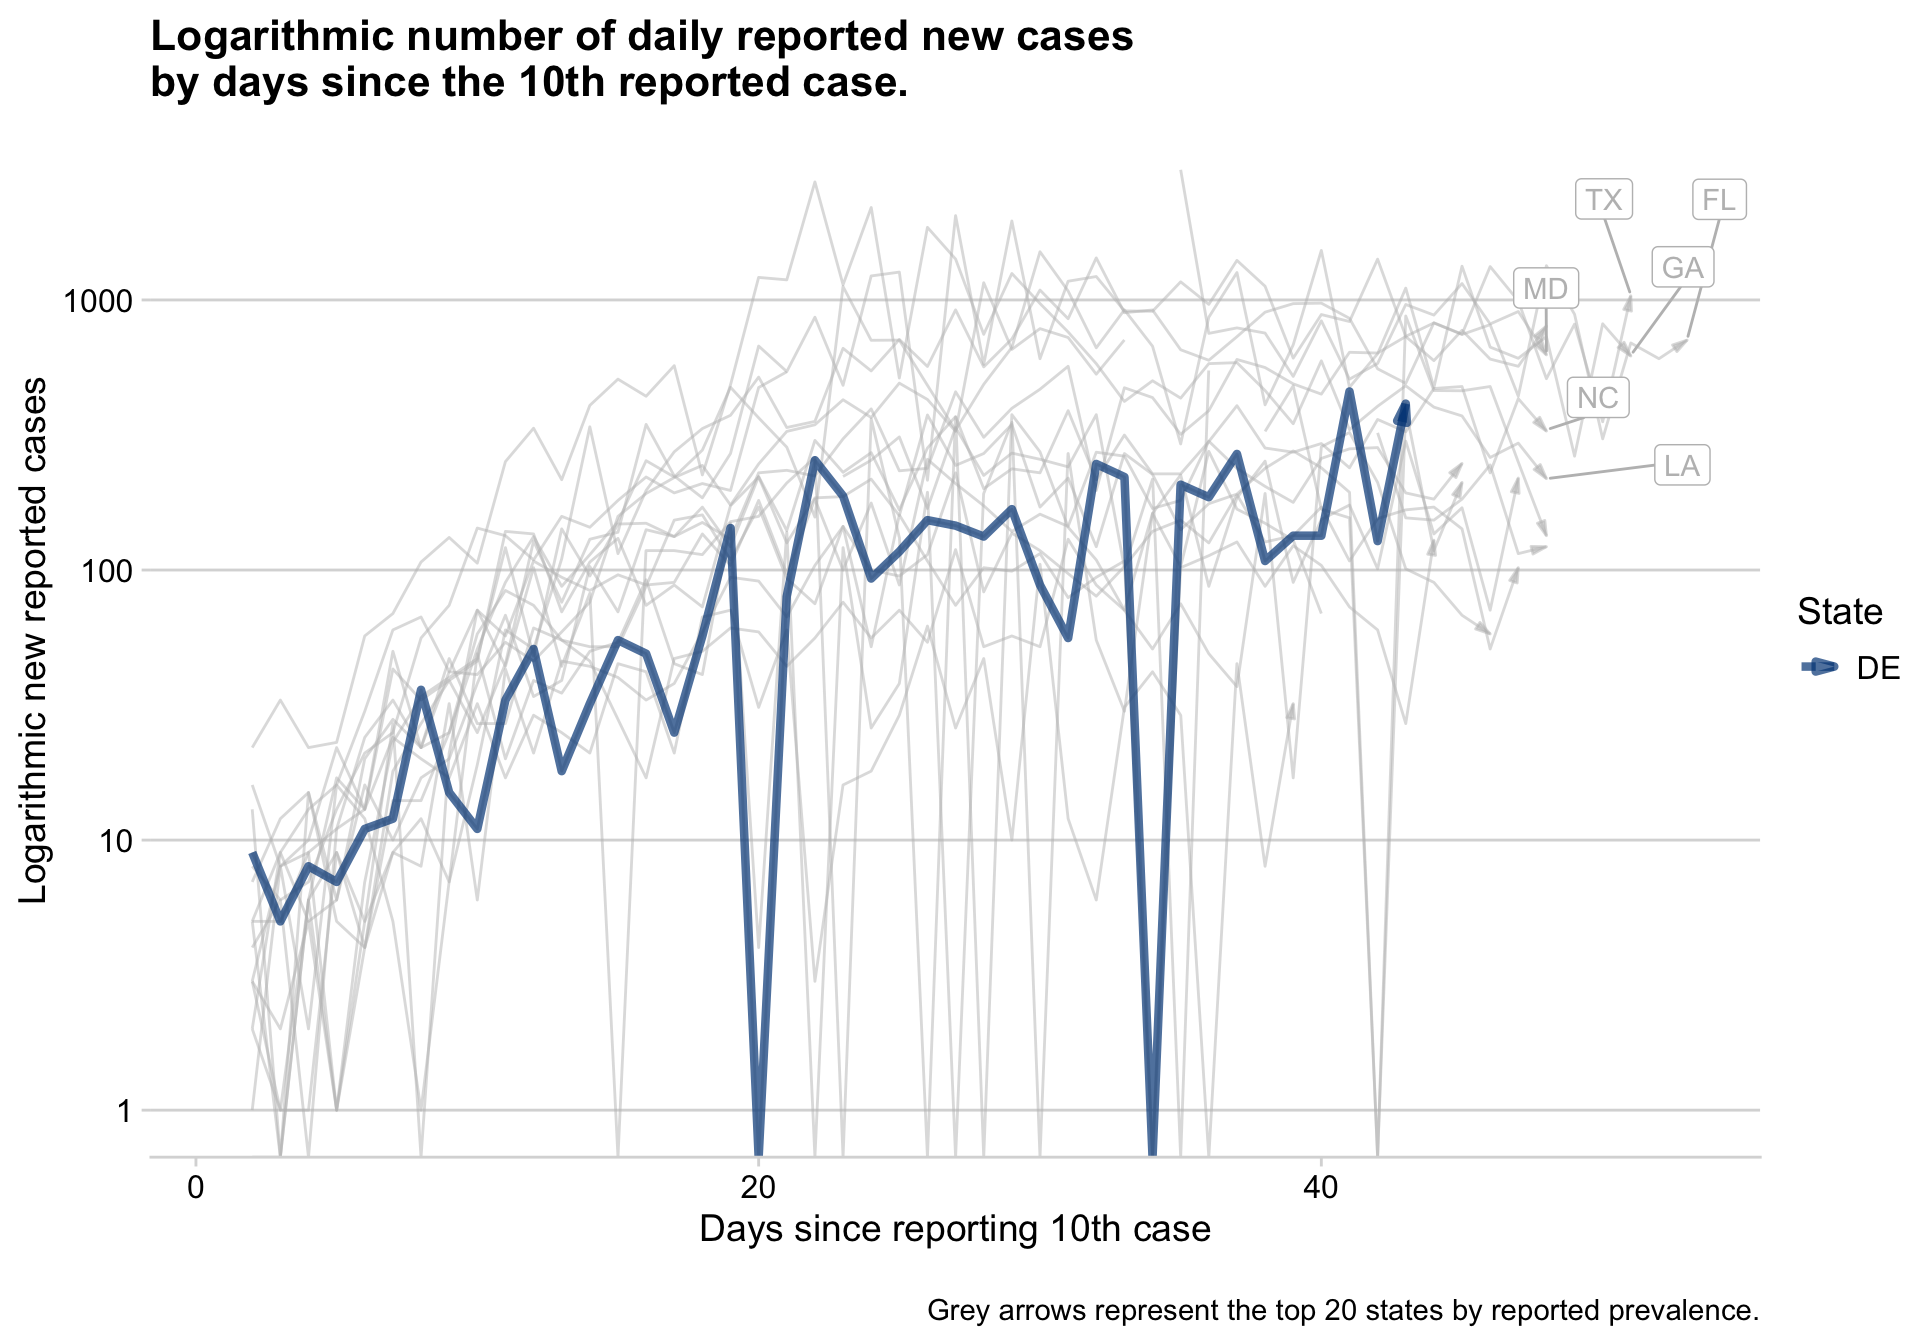 Logarithmic number of daily reported new cases
by days since the 10th reported case.
TX
FL
GA
MD
NC
LA
1000
100
10
1
Logarithmic new reported cases
0
20
40
Days since reporting 10th case
State
DE
Grey arrows represent the top 20 states by reported prevalence.